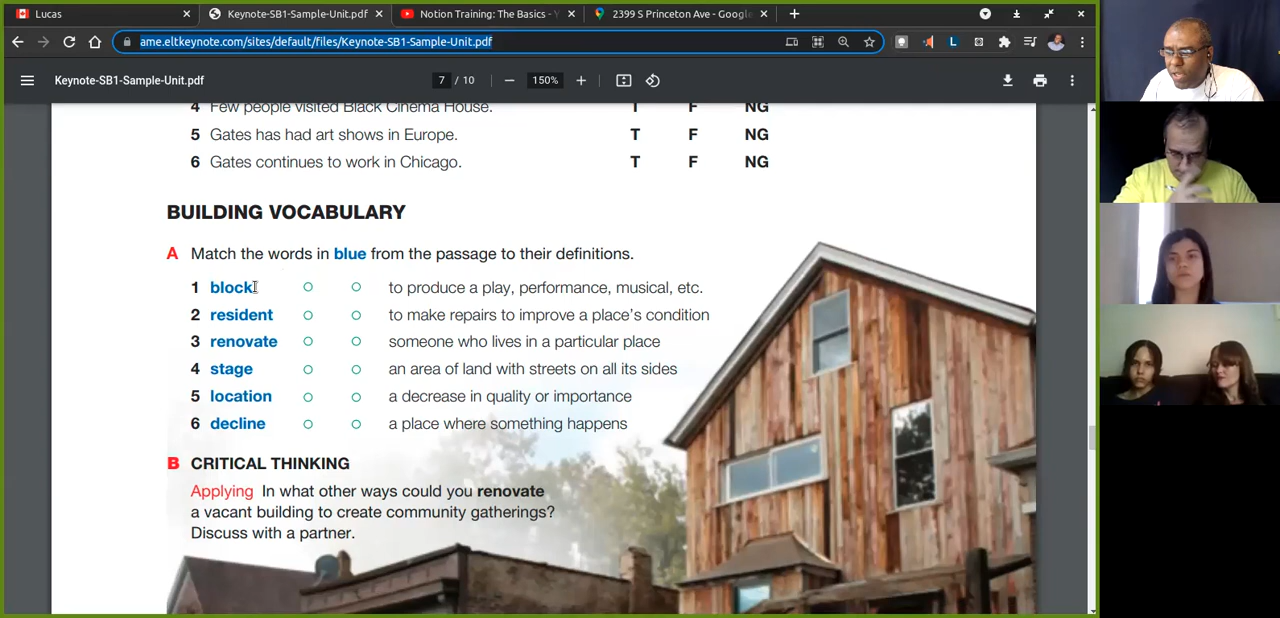 Lucas
Keynote-SB1-Sample-Unit.pdf
Notion Training: The Basics - Y
2399 S Princeton Ave - Google
ame.eltkeynote.com/sites/default/files/Keynote-SB1-Sample-Unit.pdf
L
Keynote-SB1-Sample-Unit.pdf
7 / 10
150%
4 Few people visited Black Cinema House. T F NG
5 Gates has had art shows in Europe. T F NG
6 Gates continues to work in Chicago. T F NG
BUILDING VOCABULARY
A Match the words in blue from the passage to their definitions.
1 block to produce a play, performance, musical, etc.
2 resident to make repairs to improve a place's condition
3 renovate someone who lives in a particular place
4 stage an area of land with streets on all its sides
5 location a decrease in quality or importance
6 decline a place where something happens
B CRITICAL THINKING
Applying In what other ways could you renovate
a vacant building to create community gatherings?
Discuss with a partner.